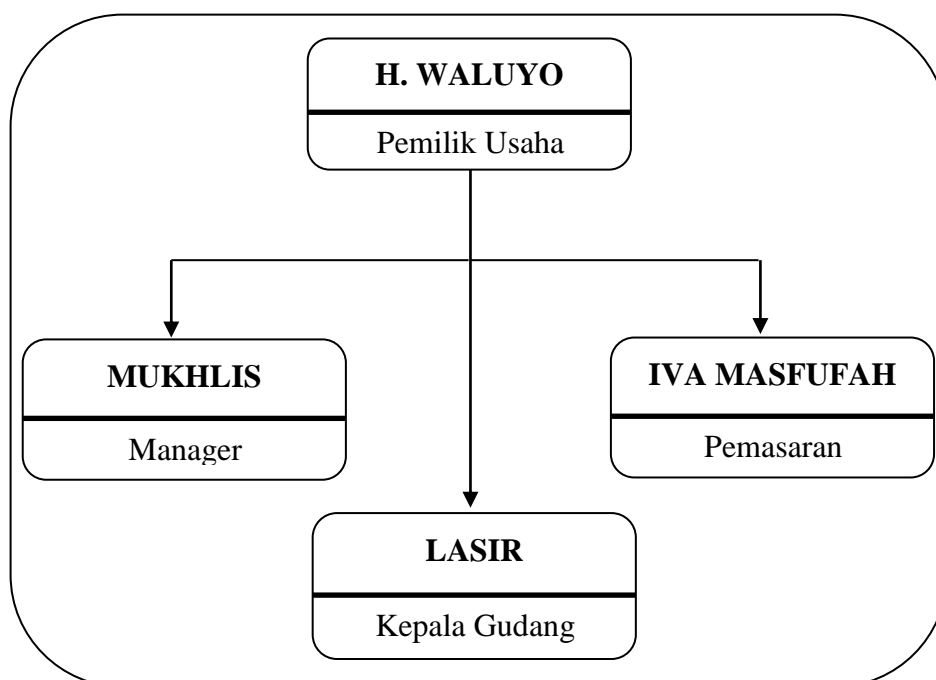 H. WALUYO
Pemilik Usaha
MUKHLIS
Manager
IVA MASFUFAH
Pemasaran
LASIR
Kepala Gudang